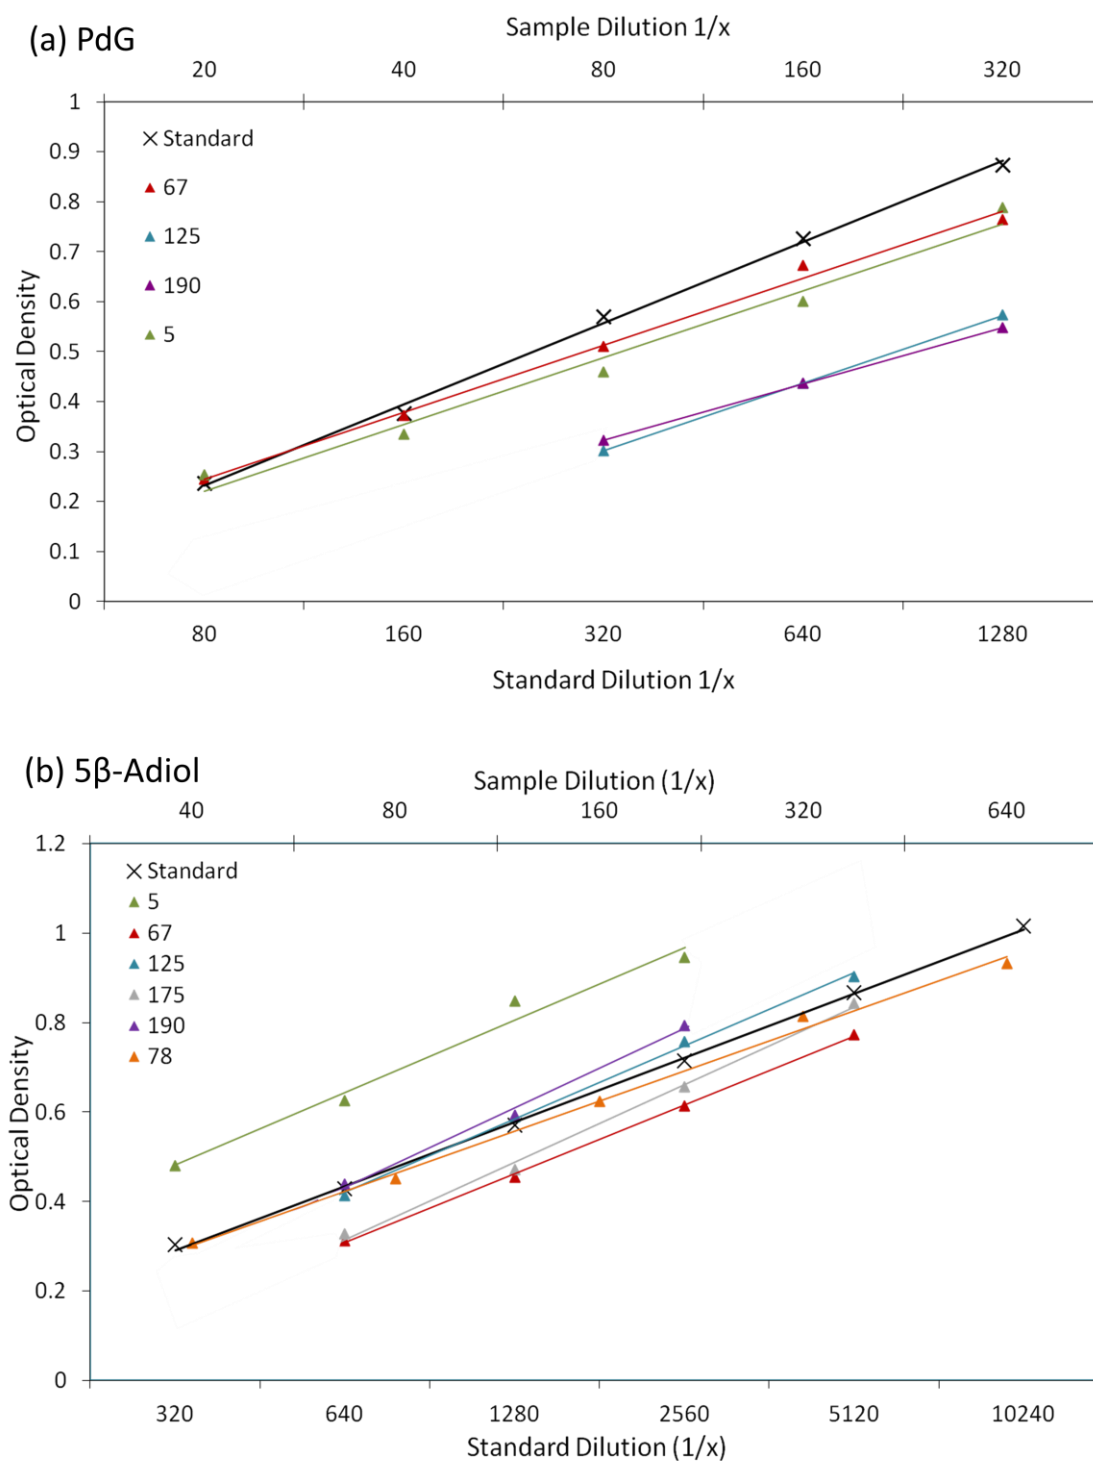 (a) PdG
Sample Dilution 1/x
20 40 80 160 320
1
0.9
0.8
0.7
0.6
0.5
0.4
0.3
0.2
0.1
0
Optical Density
Standard
67
125
190
5
80 160 320 640 1280
Standard Dilution 1/x
(b) 5β-Adiol
Sample Dilution (1/x)
40 80 160 320 640
1.2
1
0.8
0.6
0.4
0.2
0
Optical Density
Standard
5
67
125
175
190
78
320 640 1280 2560 5120 10240
Standard Dilution (1/x)